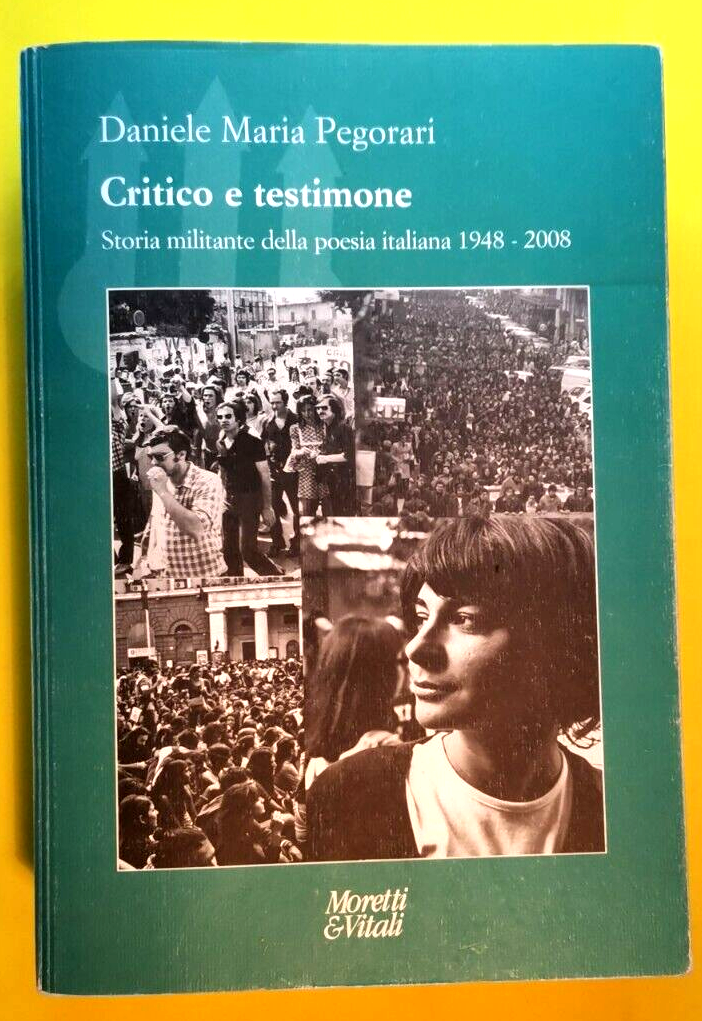 Daniele Maria Pegorari
Critico e testimone
Storia militante della poesia italiana 1948 - 2008
Moretti
&Vitali